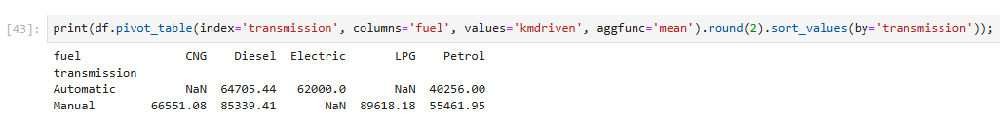 [43]: print(df.pivot_table(index='transmission', columns='fuel', values='kmdriven', aggfunc='mean').round(2).sort_values(by='transmission'));
fuel CNG Diesel Electric LPG Petrol
transmission
Automatic NaN 64705.44 62000.0 NaN 40256.00
Manual 66551.08 85339.41 NaN 89618.18 55461.95